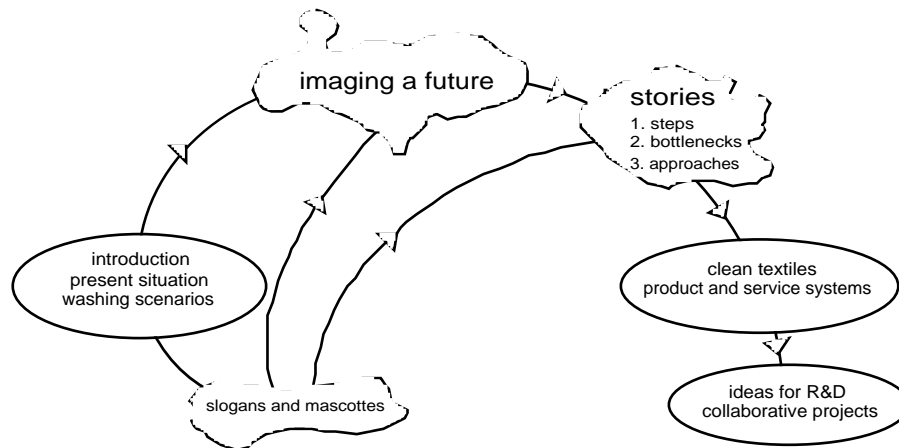 imaging a future
stories
1. steps
2. bottlenecks
3. approaches
introduction
present situation
washing scenarios
clean textiles
product and service systems
slogans and mascottes
ideas for R&D
collaborative projects